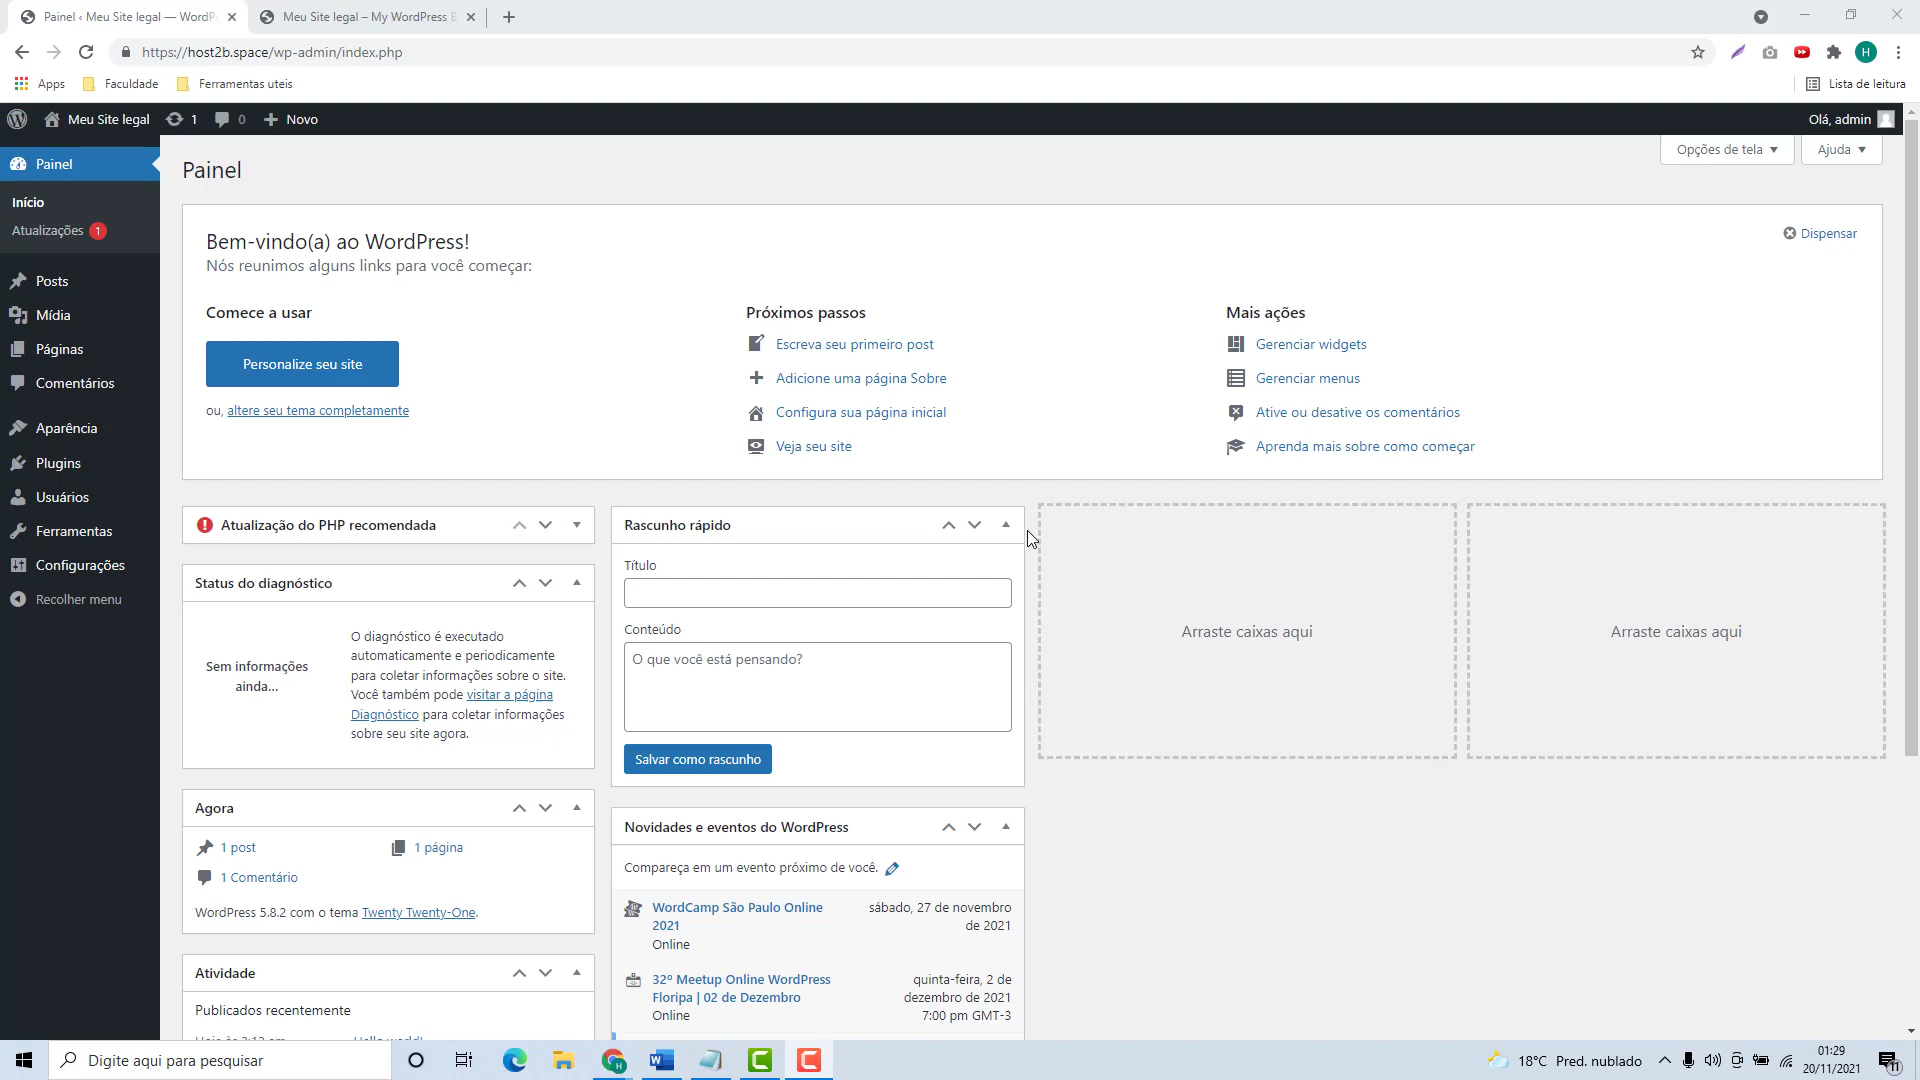 Painel ‹ Meu Site legal — WordP
Meu Site legal – My WordPress B
https://host2b.space/wp-admin/index.php
H
Apps
Faculdade
Ferramentas uteis
Lista de leitura
Meu Site legal
1
0
Novo
Olá, admin
Painel
Início
Atualizações 1
Posts
Mídia
Páginas
Comentários
Aparência
Plugins
Usuários
Ferramentas
Configurações
Recolher menu
Painel
Opções de tela
Ajuda
Bem-vindo(a) ao WordPress!
Nós reunimos alguns links para você começar:
Dispensar
Comece a usar
Personalize seu site
ou, altere seu tema completamente
Próximos passos
Escreva seu primeiro post
Adicione uma página Sobre
Configura sua página inicial
Veja seu site
Mais ações
Gerenciar widgets
Gerenciar menus
Ative ou desative os comentários
Aprenda mais sobre como começar
Atualização do PHP recomendada
Status do diagnóstico
Sem informações
ainda...
O diagnóstico é executado
automaticamente e periodicamente
para coletar informações sobre o site.
Você também pode visitar a página
Diagnóstico para coletar informações
sobre seu site agora.
Agora
1 post
1 página
1 Comentário
WordPress 5.8.2 com o tema Twenty Twenty-One.
Atividade
Publicados recentemente
Rascunho rápido
Título
Conteúdo
O que você está pensando?
Salvar como rascunho
Novidades e eventos do WordPress
Compareça em um evento próximo de você.
WordCamp São Paulo Online
2021
Online
sábado, 27 de novembro
de 2021
32º Meetup Online WordPress
Floripa | 02 de Dezembro
Online
quinta-feira, 2 de
dezembro de 2021
7:00 pm GMT-3
Arraste caixas aqui
Arraste caixas aqui
Digite aqui para pesquisar
18°C Pred. nublado
01:29
20/11/2021
11